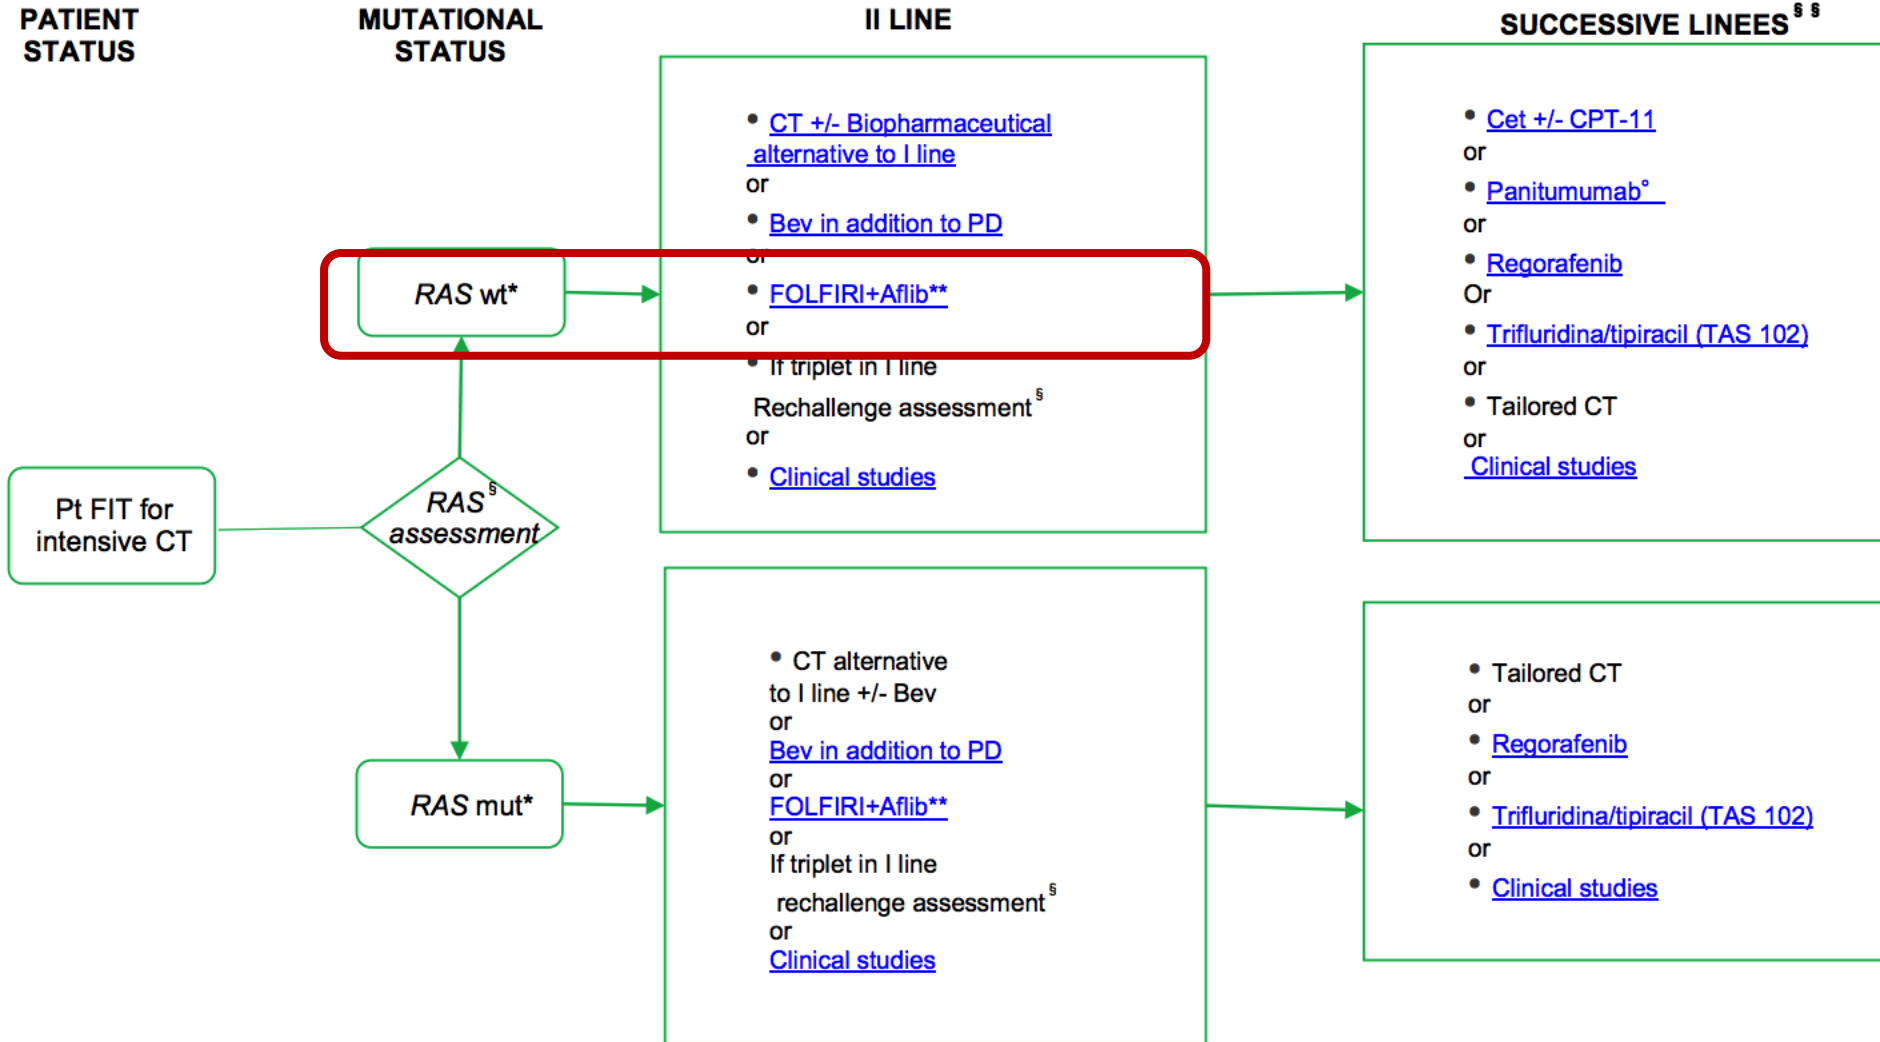 PATIENT
STATUS
MUTATIONAL
STATUS
II LINE
SUCCESSIVE LINEES§ §
Pt FIT for
intensive CT
RAS§
assessment
RAS wt*
• CT +/- Biopharmaceutical
alternative to I line
or
• Bev in addition to PD
or
• FOLFIRI+Aflib**
or
• If triplet in I line
Rechallenge assessment§
or
• Clinical studies
• Cet +/- CPT-11
or
• Panitumumab°
or
• Regorafenib
Or
• Trifluridina/tipiracil (TAS 102)
or
• Tailored CT
or
Clinical studies
RAS mut*
• CT alternative
to I line +/- Bev
or
Bev in addition to PD
or
FOLFIRI+Aflib**
or
If triplet in I line
rechallenge assessment§
or
Clinical studies
• Tailored CT
or
• Regorafenib
or
• Trifluridina/tipiracil (TAS 102)
or
• Clinical studies